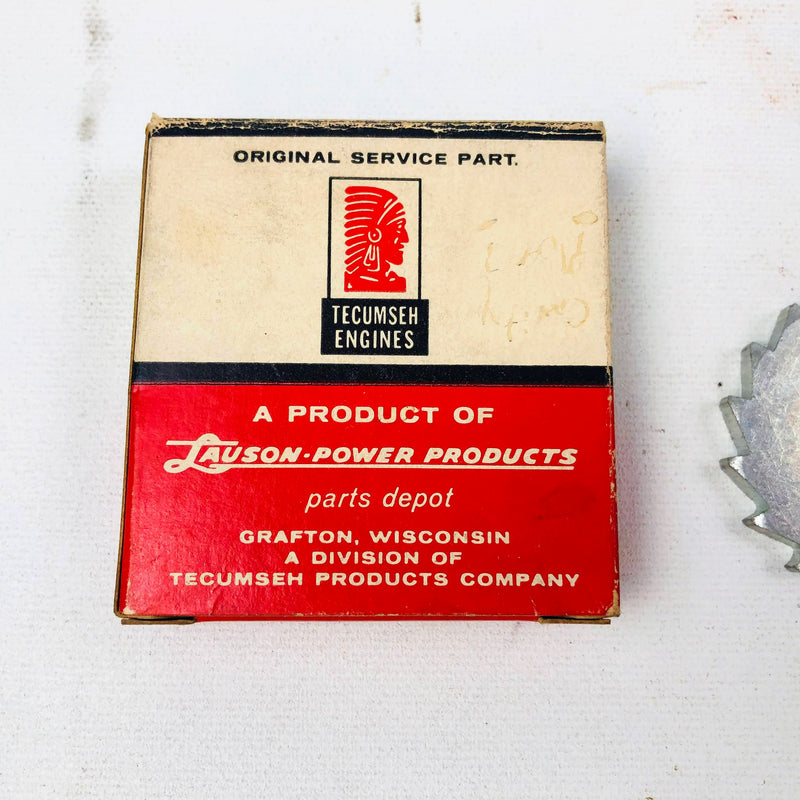 ORIGINAL SERVICE PART.
TECUMSEH
ENGINES
A PRODUCT OF
LAUSON-POWER PRODUCTS
parts depot
GRAFTON, WISCONSIN
A DIVISION OF
TECUMSEH PRODUCTS COMPANY